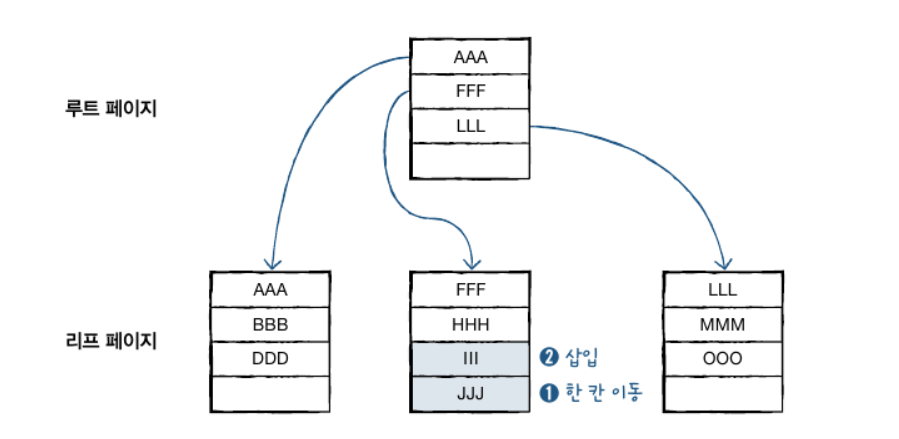 루트 페이지
AAA
FFF
LLL
리프 페이지
AAA
BBB
DDD
FFF
HHH
III
JJJ
❷ 삽입
❶ 한 칸 이동
LLL
MMM
OOO